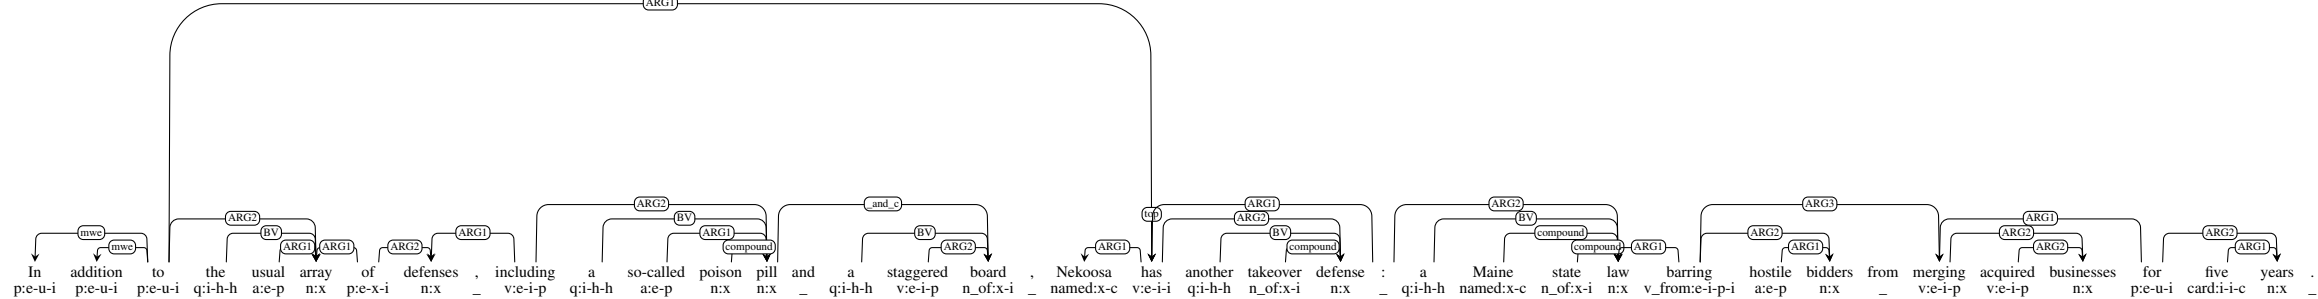 ARG1
ARG2 _and_c top ARG1 ARG2 ARG3
ARG2 BV ARG2 BV ARG1
mwe BV ARG1 ARG1 BV BV compound ARG2 ARG2 ARG2
mwe ARG1 ARG1 ARG2 compound ARG2 ARG1 compound compound ARG1 ARG1 ARG2 ARG1
In addition to the usual array of defenses , including a so-called poison pill and a staggered board , Nekoosa has another takeover defense : a Maine state law barring hostile bidders from merging acquired businesses for five years .
p:e-u-i p:e-u-i p:e-u-i q:i-h-h a:e-p n:x p:e-x-i n:x _ v:e-i-p q:i-h-h a:e-p n:x n:x _ q:i-h-h v:e-i-p n_of:x-i _ named:x-c v:e-i-i q:i-h-h n_of:x-i n:x _ q:i-h-h named:x-c n_of:x-i n:x v_from:e-i-p-i a:e-p n:x _ v:e-i-p v:e-i-p n:x p:e-u-i card:i-i-c n:x _